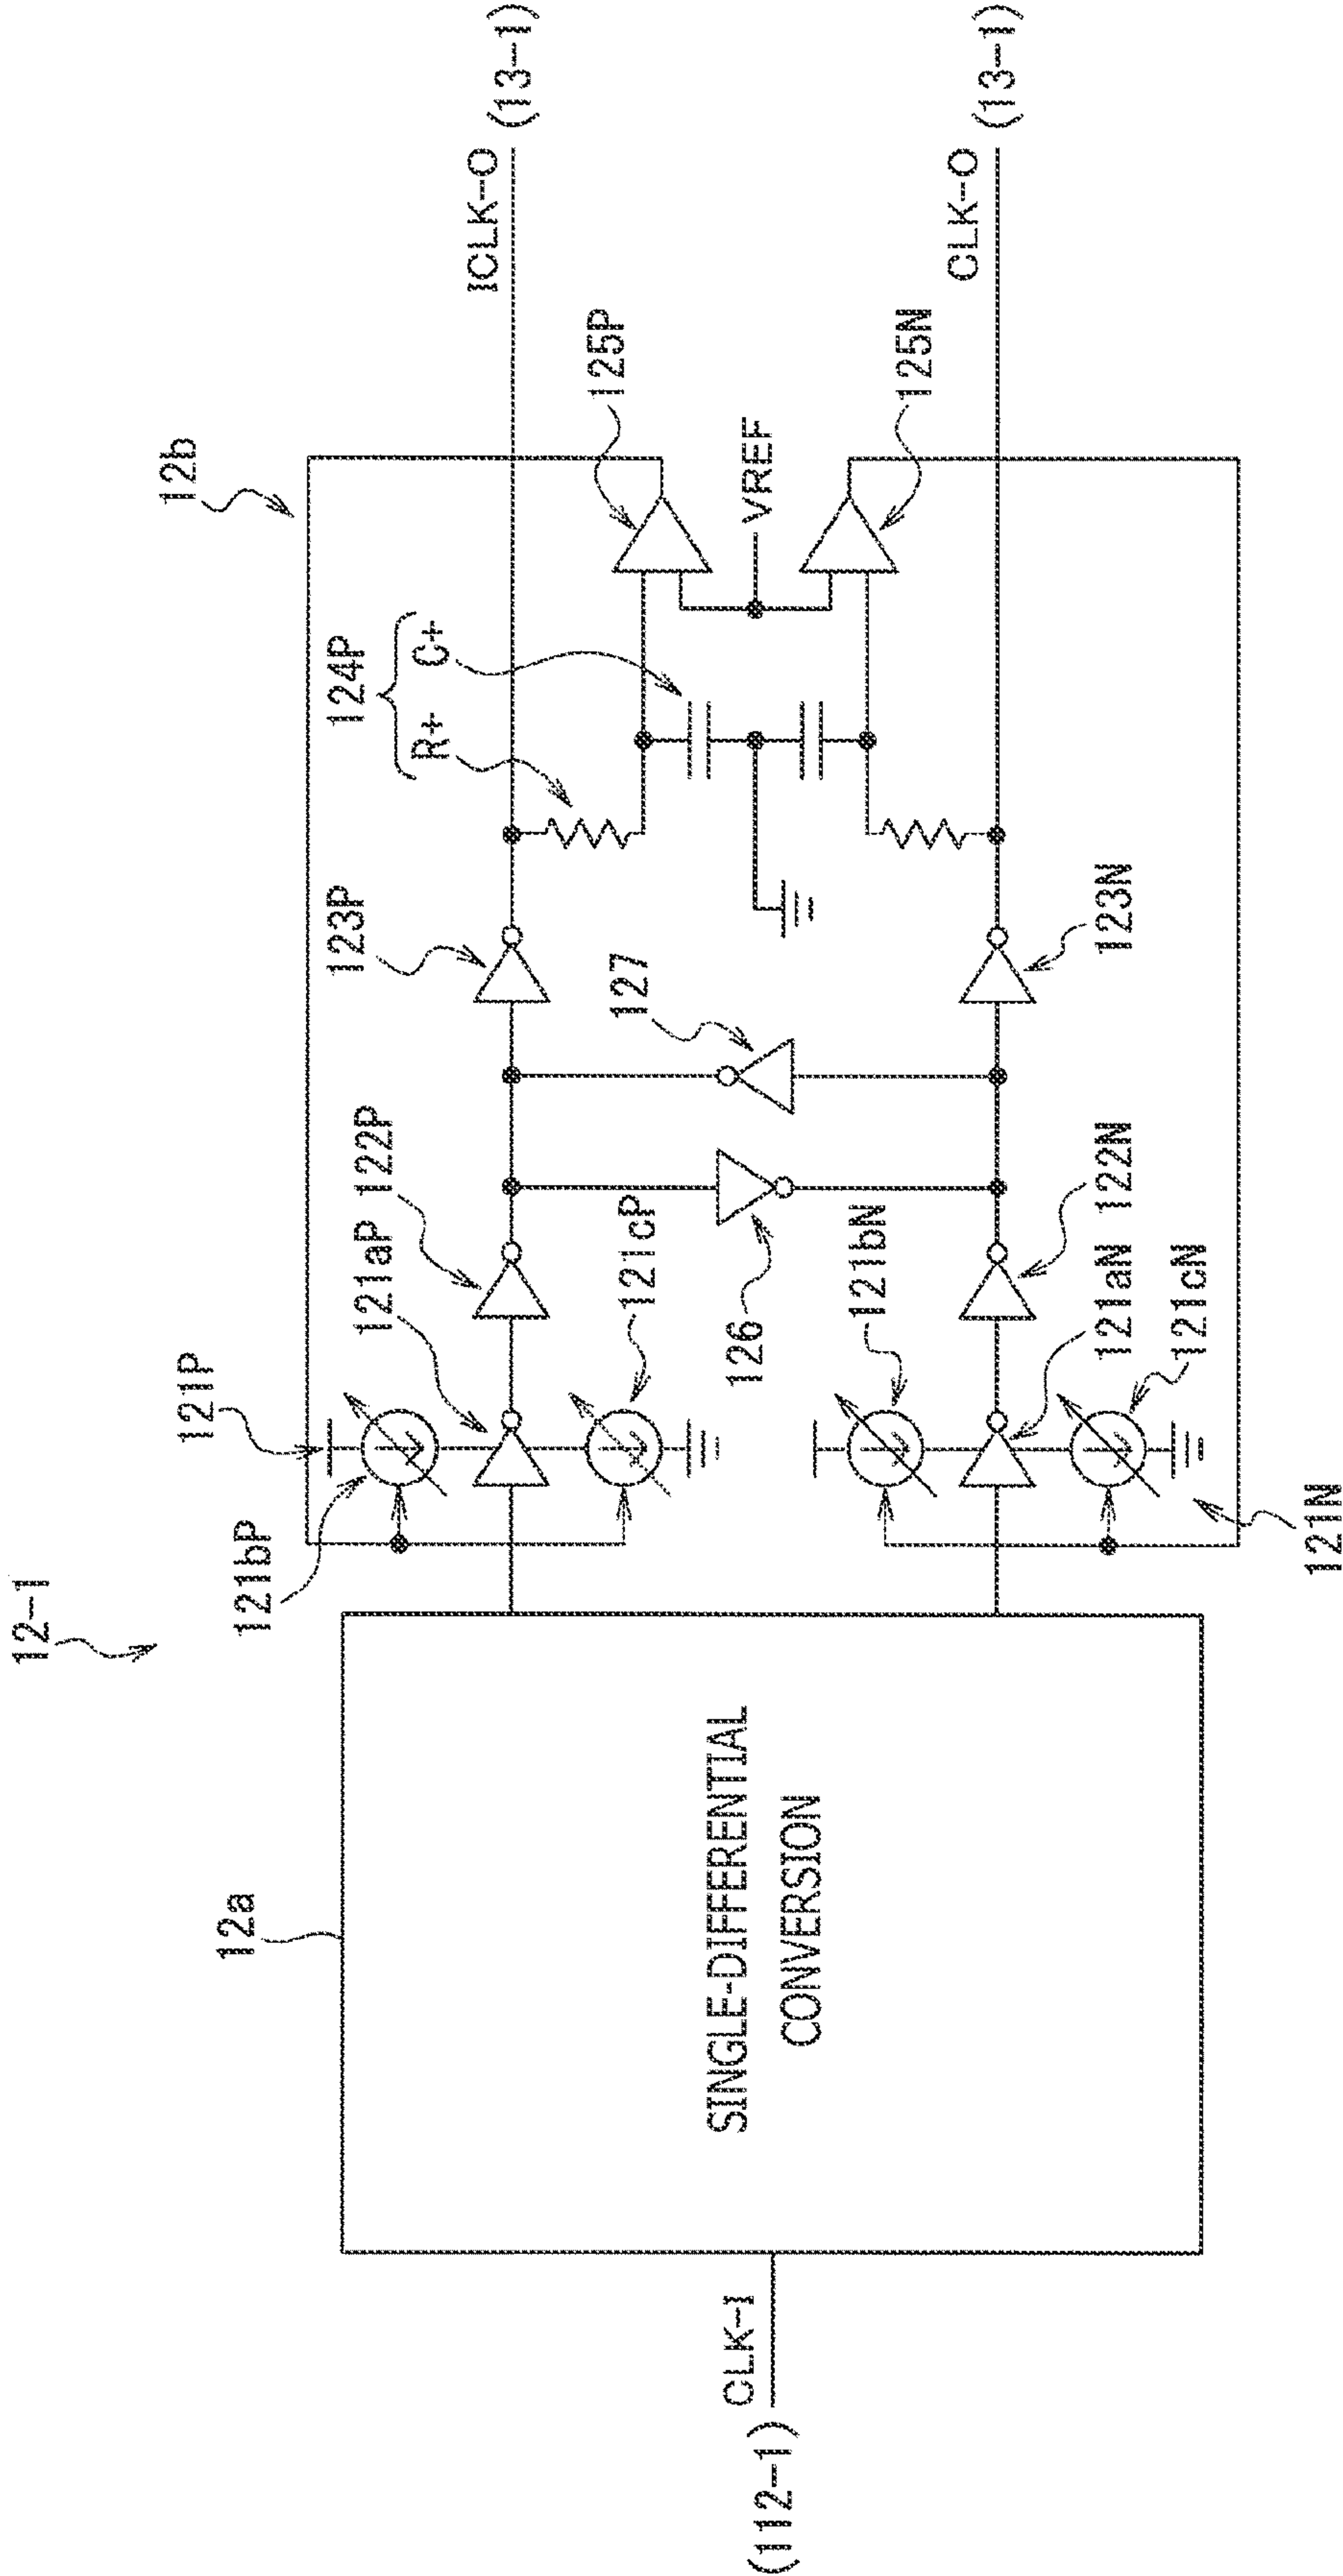 12-1
12a
12b
(112-1)
CLK-I
SINGLE-DIFFERENTIAL
CONVERSION
121P
121bP
121aP
122P
121cP
123P
124P
R+
C+
125P
ICLK-O
(13-1)
126
127
VREF
125N
121bN
122N
123N
121aN
121cN
121N
CLK-O
(13-1)